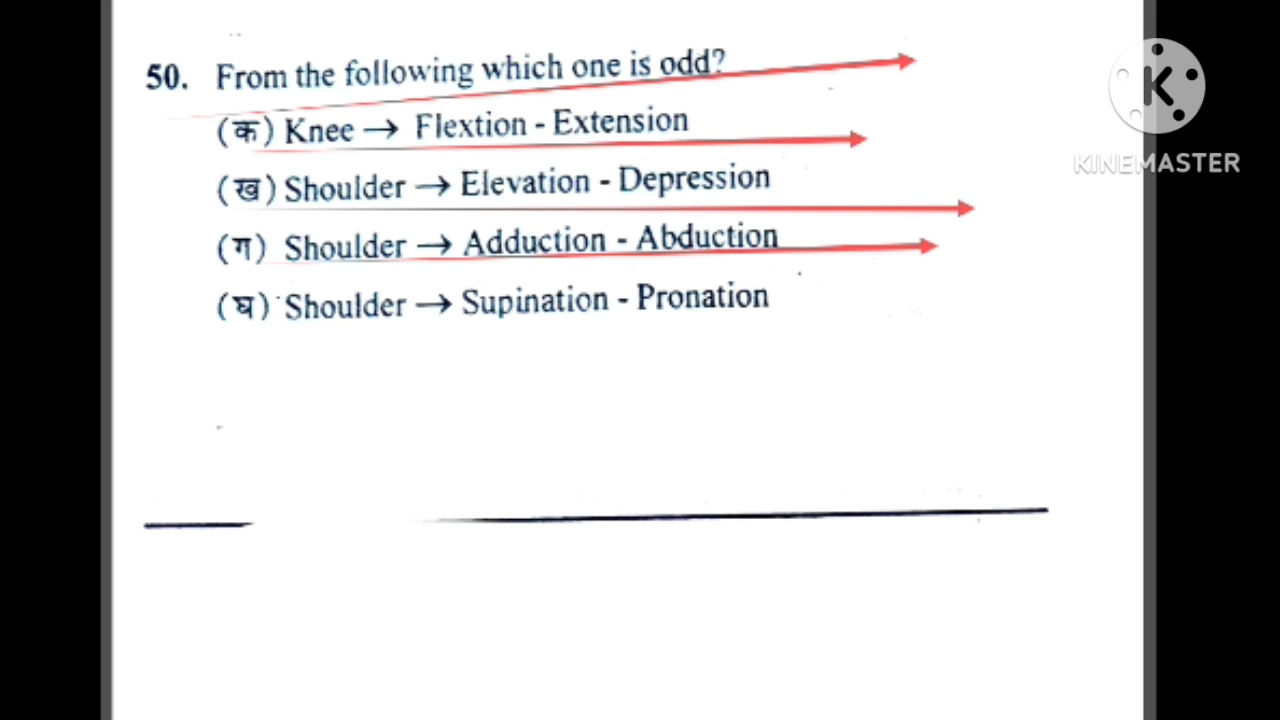 50. From the following which one is odd?
(क) Knee → Flextion - Extension
(ख) Shoulder → Elevation - Depression
(ग) Shoulder → Adduction - Abduction
(घ) Shoulder → Supination - Pronation
KINEMASTER